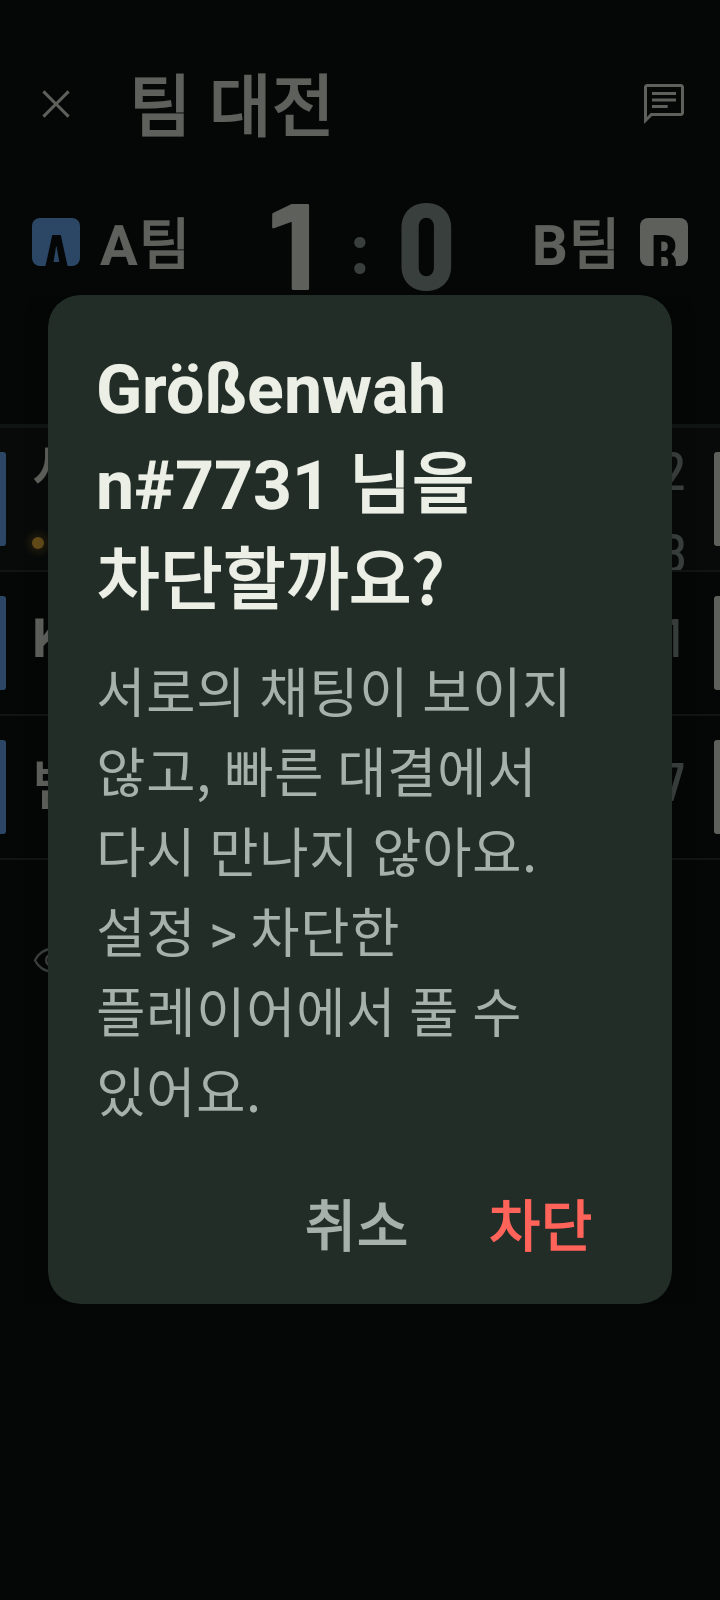 팀 대전
A A팀 1 : 0 B팀 B
Größenwah
n#7731 님을
차단할까요?
서로의 채팅이 보이지
않고, 빠른 대결에서
다시 만나지 않아요.
설정 > 차단한
플레이어에서 풀 수
있어요.
취소 차단